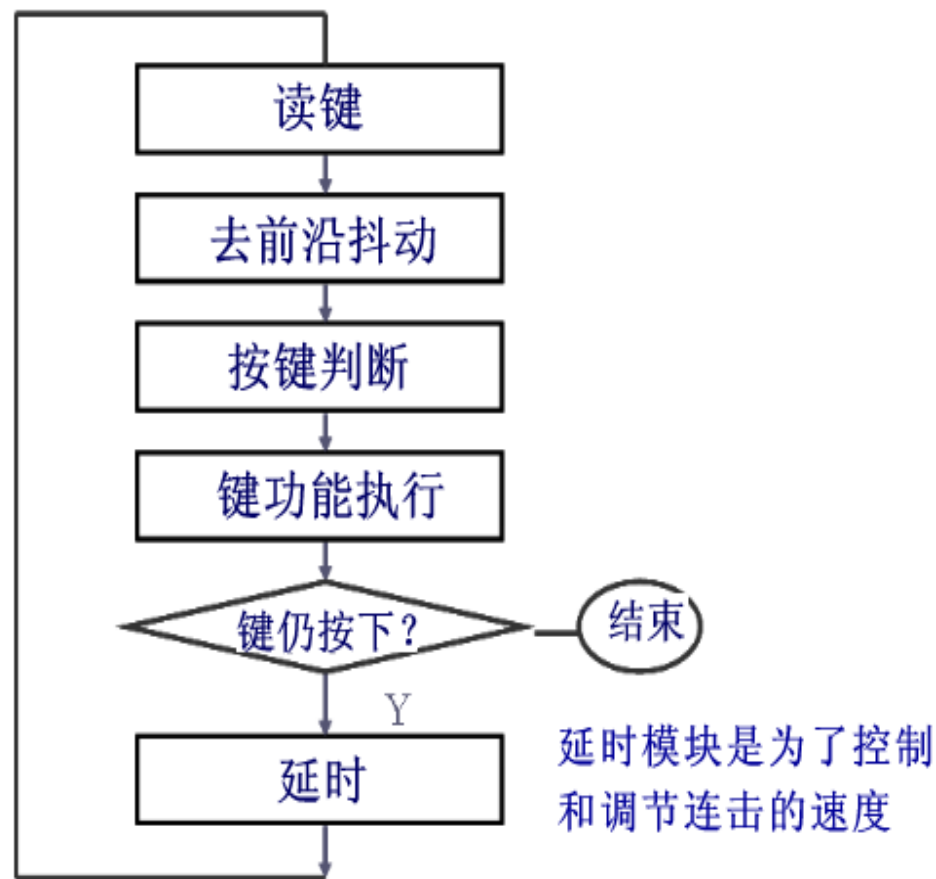 读键
去前沿抖动
按键判断
键功能执行
键仍按下?
结束
Y
延时
延时模块是为了控制
和调节连击的速度